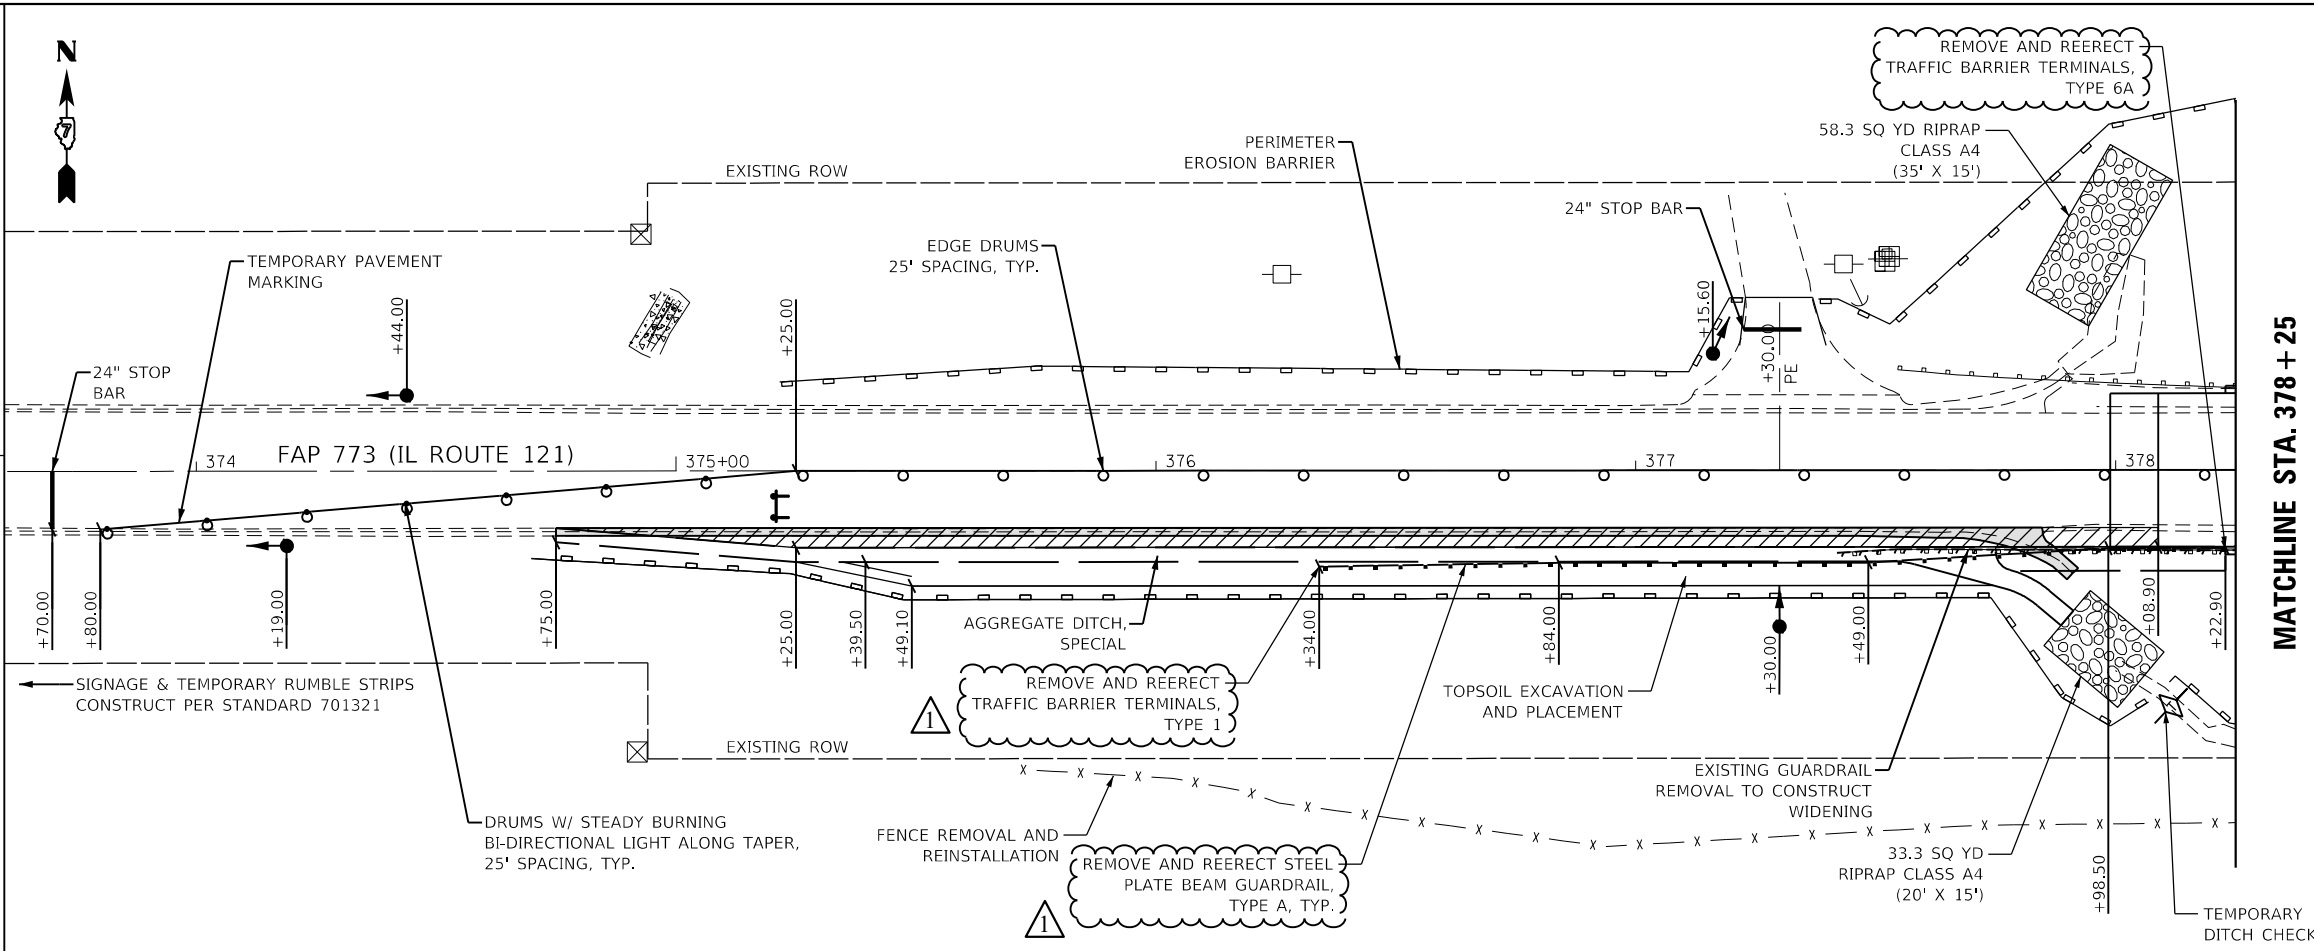 N
7
REMOVE AND REERECT
TRAFFIC BARRIER TERMINALS,
TYPE 6A
58.3 SQ YD RIPRAP
CLASS A4
(35' X 15')
PERIMETER
EROSION BARRIER
EXISTING ROW
24" STOP BAR
EDGE DRUMS
25' SPACING, TYP.
TEMPORARY PAVEMENT
MARKING
+44.00
+25.00
+15.60
+30.00
PE
24" STOP
BAR
MATCHLINE STA. 378+25
FAP 773 (IL ROUTE 121)
374
375+00
376
377
378
+70.00
+80.00
+19.00
+75.00
+25.00
+39.50
+49.10
+34.00
+84.00
+30.00
+49.00
+08.90
+22.90
+98.50
AGGREGATE DITCH,
SPECIAL
SIGNAGE & TEMPORARY RUMBLE STRIPS
CONSTRUCT PER STANDARD 701321
REMOVE AND REERECT
TRAFFIC BARRIER TERMINALS,
TYPE 1
1
TOPSOIL EXCAVATION
AND PLACEMENT
EXISTING ROW
EXISTING GUARDRAIL
REMOVAL TO CONSTRUCT
WIDENING
DRUMS W/ STEADY BURNING
BI-DIRECTIONAL LIGHT ALONG TAPER,
25' SPACING, TYP.
FENCE REMOVAL AND
REINSTALLATION
REMOVE AND REERECT STEEL
PLATE BEAM GUARDRAIL,
TYPE A, TYP.
1
33.3 SQ YD
RIPRAP CLASS A4
(20' X 15')
TEMPORARY
DITCH CHECK